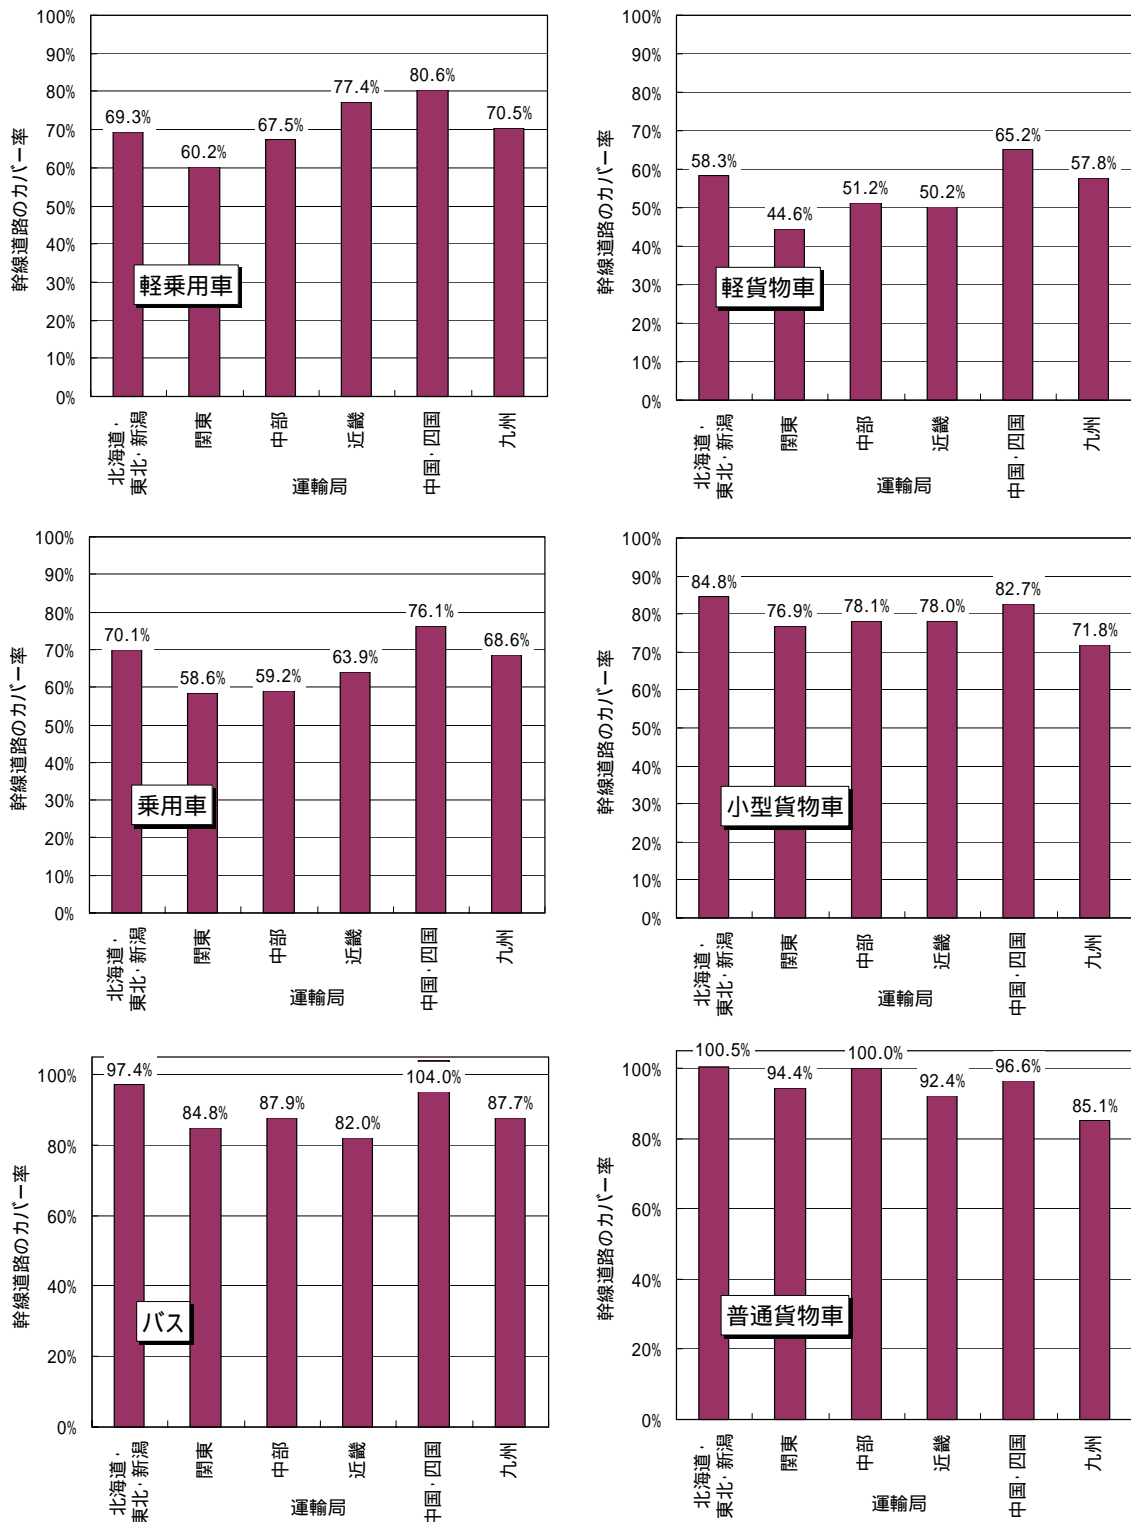 100%
90%
80%
70%
60%
50%
40%
30%
20%
10%
0%
幹線道路のカバー率
69.3%
60.2%
67.5%
77.4%
80.6%
70.5%
軽乗用車
北海道・
東北・新潟
関東
中部
近畿
中国・四国
九州
運輸局
100%
90%
80%
70%
60%
50%
40%
30%
20%
10%
0%
幹線道路のカバー率
58.3%
44.6%
51.2%
50.2%
65.2%
57.8%
軽貨物車
北海道・
東北・新潟
関東
中部
近畿
中国・四国
九州
運輸局
100%
90%
80%
70%
60%
50%
40%
30%
20%
10%
0%
幹線道路のカバー率
70.1%
58.6%
59.2%
63.9%
76.1%
68.6%
乗用車
北海道・
東北・新潟
関東
中部
近畿
中国・四国
九州
運輸局
100%
90%
80%
70%
60%
50%
40%
30%
20%
10%
0%
幹線道路のカバー率
84.8%
76.9%
78.1%
78.0%
82.7%
71.8%
小型貨物車
北海道・
東北・新潟
関東
中部
近畿
中国・四国
九州
運輸局
100%
80%
60%
40%
20%
0%
幹線道路のカバー率
97.4%
84.8%
87.9%
82.0%
104.0%
87.7%
バス
北海道・
東北・新潟
関東
中部
近畿
中国・四国
九州
運輸局
100%
80%
60%
40%
20%
0%
幹線道路のカバー率
100.5%
94.4%
100.0%
92.4%
96.6%
85.1%
普通貨物車
北海道・
東北・新潟
関東
中部
近畿
中国・四国
九州
運輸局